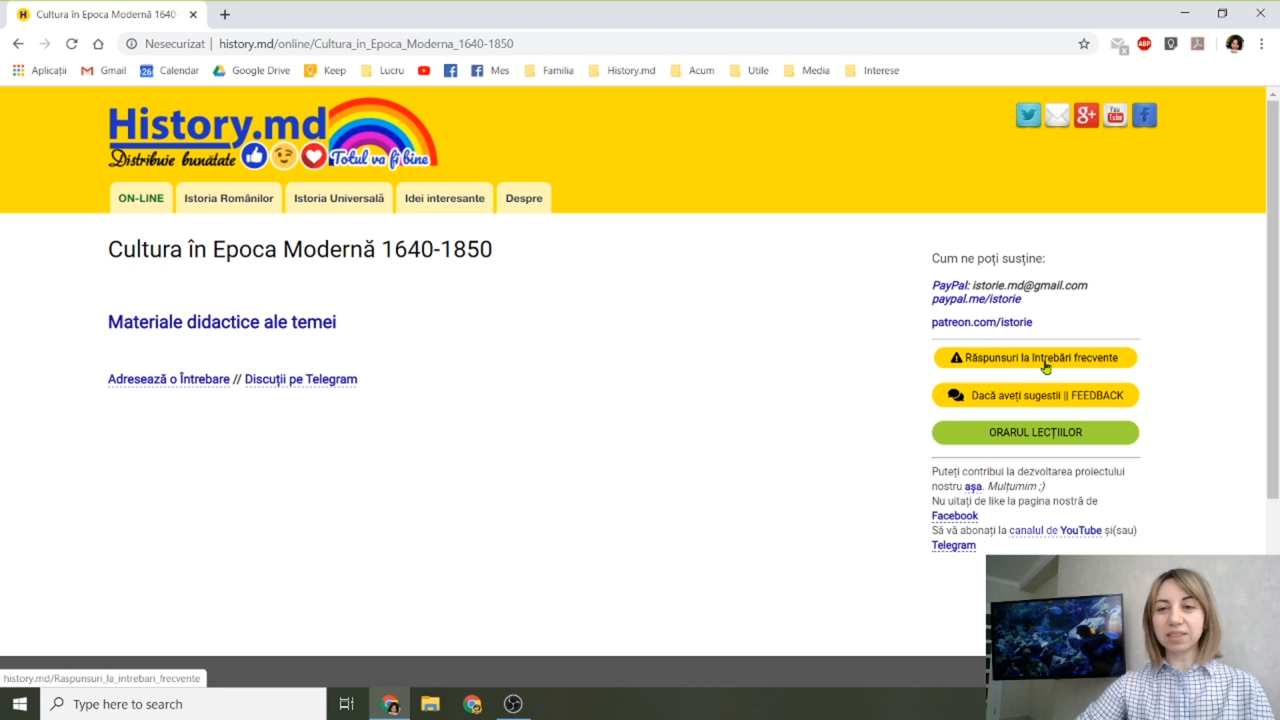 Cultura în Epoca Modernă 1640-
Nesecurizat | history.md/online/Cultura_in_Epoca_Moderna_1640-1850
ABP
Aplicații Gmail 26 Calendar Google Drive Keep Lucru Mes Familia History.md Acum Utile Media Interese
History.md
Distribuie bunătate
Totul va fi bine
g+ You Tube f
ON-LINE Istoria Românilor Istoria Universală Idei interesante Despre
Cultura în Epoca Modernă 1640-1850
Materiale didactice ale temei
Adresează o Întrebare // Discuții pe Telegram
Cum ne poți susține:
PayPal: istorie.md@gmail.com
paypal.me/istorie
patreon.com/istorie
Răspunsuri la întrebări frecvente
Dacă aveți sugestii || FEEDBACK
ORARUL LECȚIILOR
Puteți contribui la dezvoltarea proiectului
nostru așa. Mulțumim ;)
Nu uitați de like la pagina nostră de
Facebook
Să vă abonați la canalul de YouTube și(sau)
Telegram
history.md/Raspunsuri_la_intrebari_frecvente
Type here to search